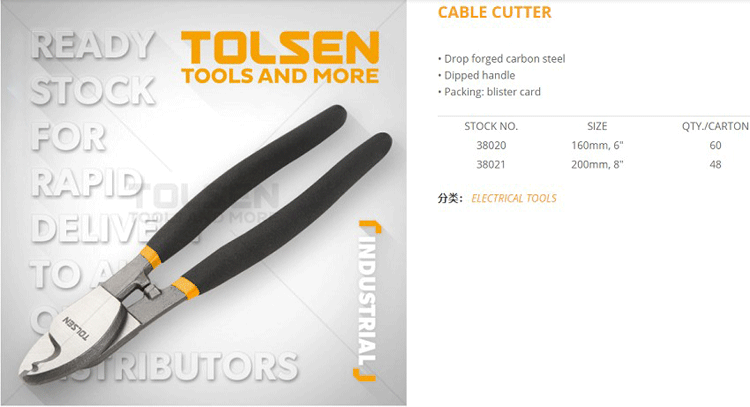 READY
STOCK
FOR
RAPID
TO
DISTRIBUTORS
TOLSEN
TOOLS AND MORE
TOLSEN
TOOLS AND MORE
INDUSTRIAL
TOLSEN
CABLE CUTTER
• Drop forged carbon steel
• Dipped handle
• Packing: blister card
STOCK NO. SIZE QTY./CARTON
38020 160mm, 6" 60
38021 200mm, 8" 48
分类： ELECTRICAL TOOLS